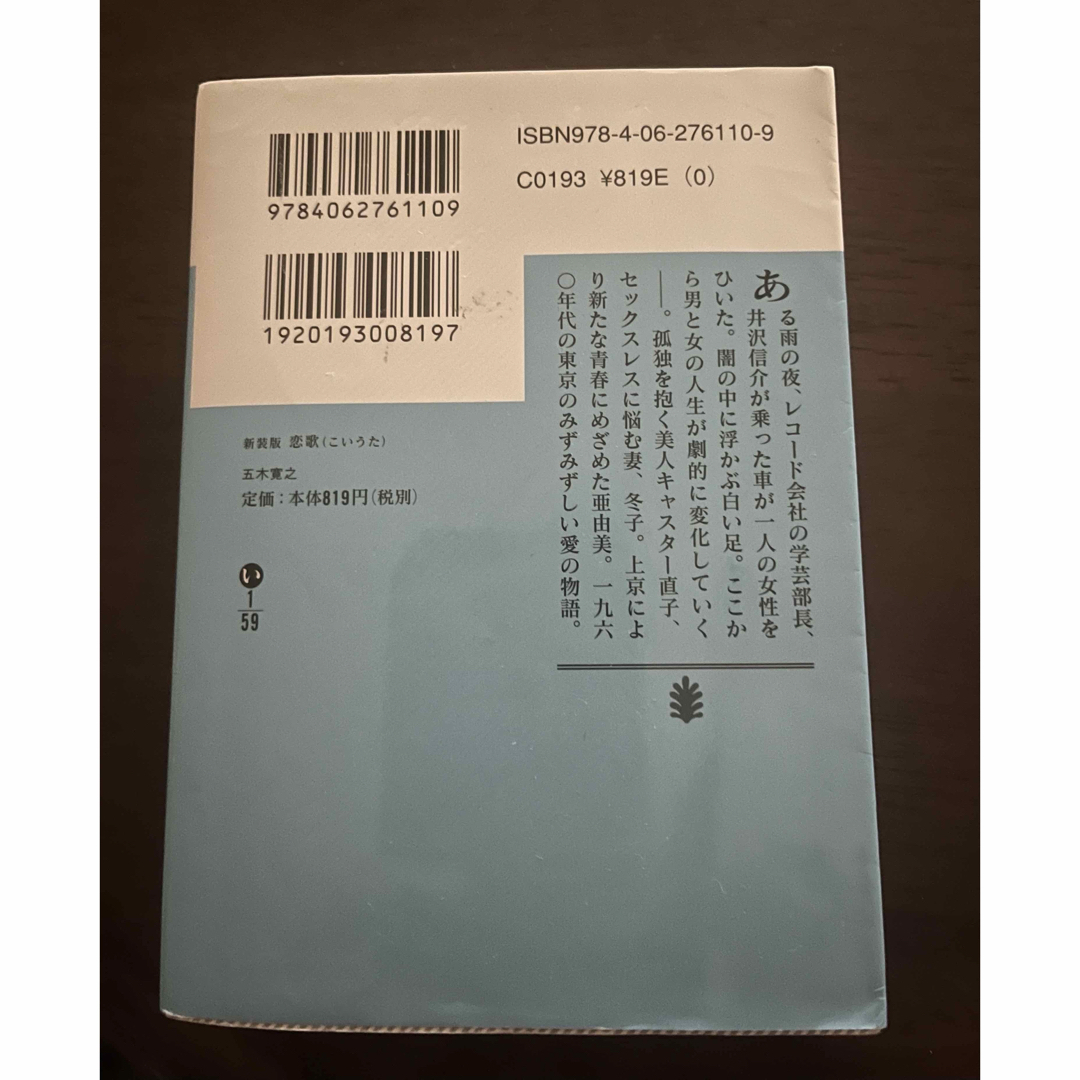 ISBN978-4-06-276110-9
C0193 ¥819E (0)
9784062761109
1920193008197
ある雨の夜、レコード会社の学芸部長、
井沢信介が乗った車が一人の女性を
ひいた。闇の中に浮かぶ白い足。ここか
ら男と女の人生が劇的に変化していく
――。孤独を抱く美人キャスター直子、
セックスレスに悩む妻、冬子。上京によ
り新たな青春にめざめた亜由美。一九六
〇年代の東京のみずみずしい愛の物語。
新装版 恋歌(こいうた)
五木寛之
定価:本体819円(税別)
い
1
59